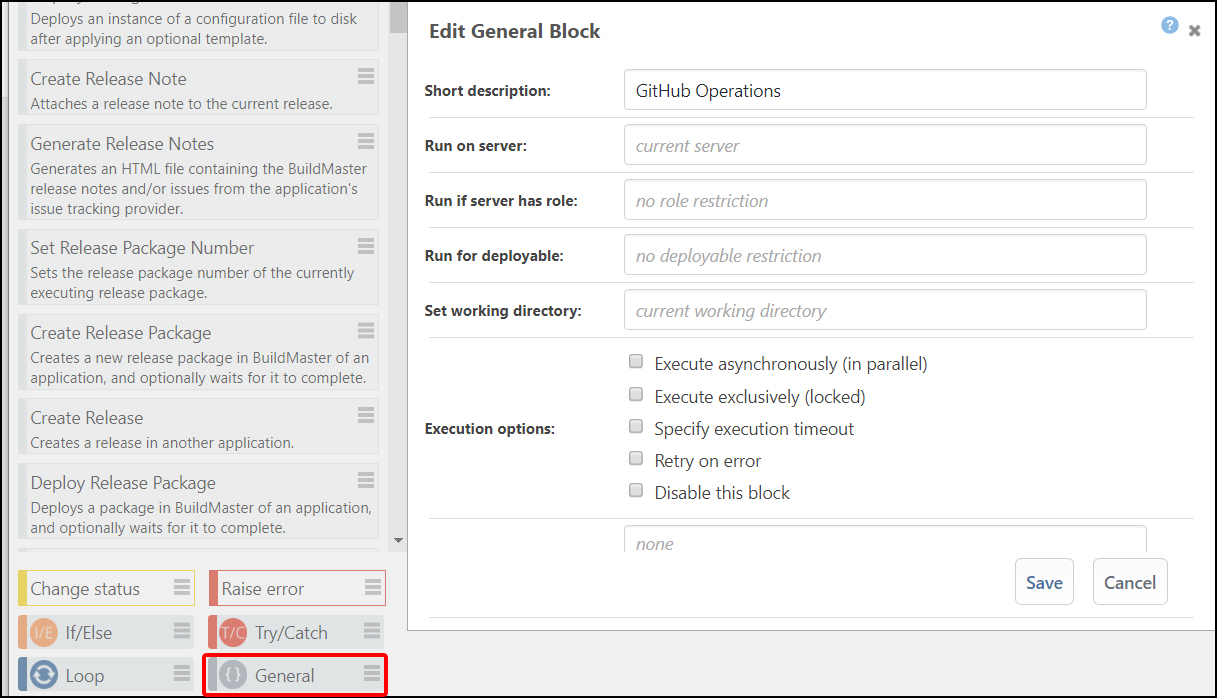 Deploys an instance of a configuration file to disk
after applying an optional template.
Create Release Note
Attaches a release note to the current release.
Generate Release Notes
Generates an HTML file containing the BuildMaster
release notes and/or issues from the application's
issue tracking provider.
Set Release Package Number
Sets the release package number of the currently
executing release package.
Create Release Package
Creates a new release package in BuildMaster of an
application, and optionally waits for it to complete.
Create Release
Creates a release in another application.
Deploy Release Package
Deploys a package in BuildMaster of an application,
and optionally waits for it to complete.
Change status
Raise error
I/E If/Else
T/C Try/Catch
Loop
{} General
Edit General Block
?
Short description: GitHub Operations
Run on server: current server
Run if server has role: no role restriction
Run for deployable: no deployable restriction
Set working directory: current working directory
Execution options:
Execute asynchronously (in parallel)
Execute exclusively (locked)
Specify execution timeout
Retry on error
Disable this block
none
Save Cancel